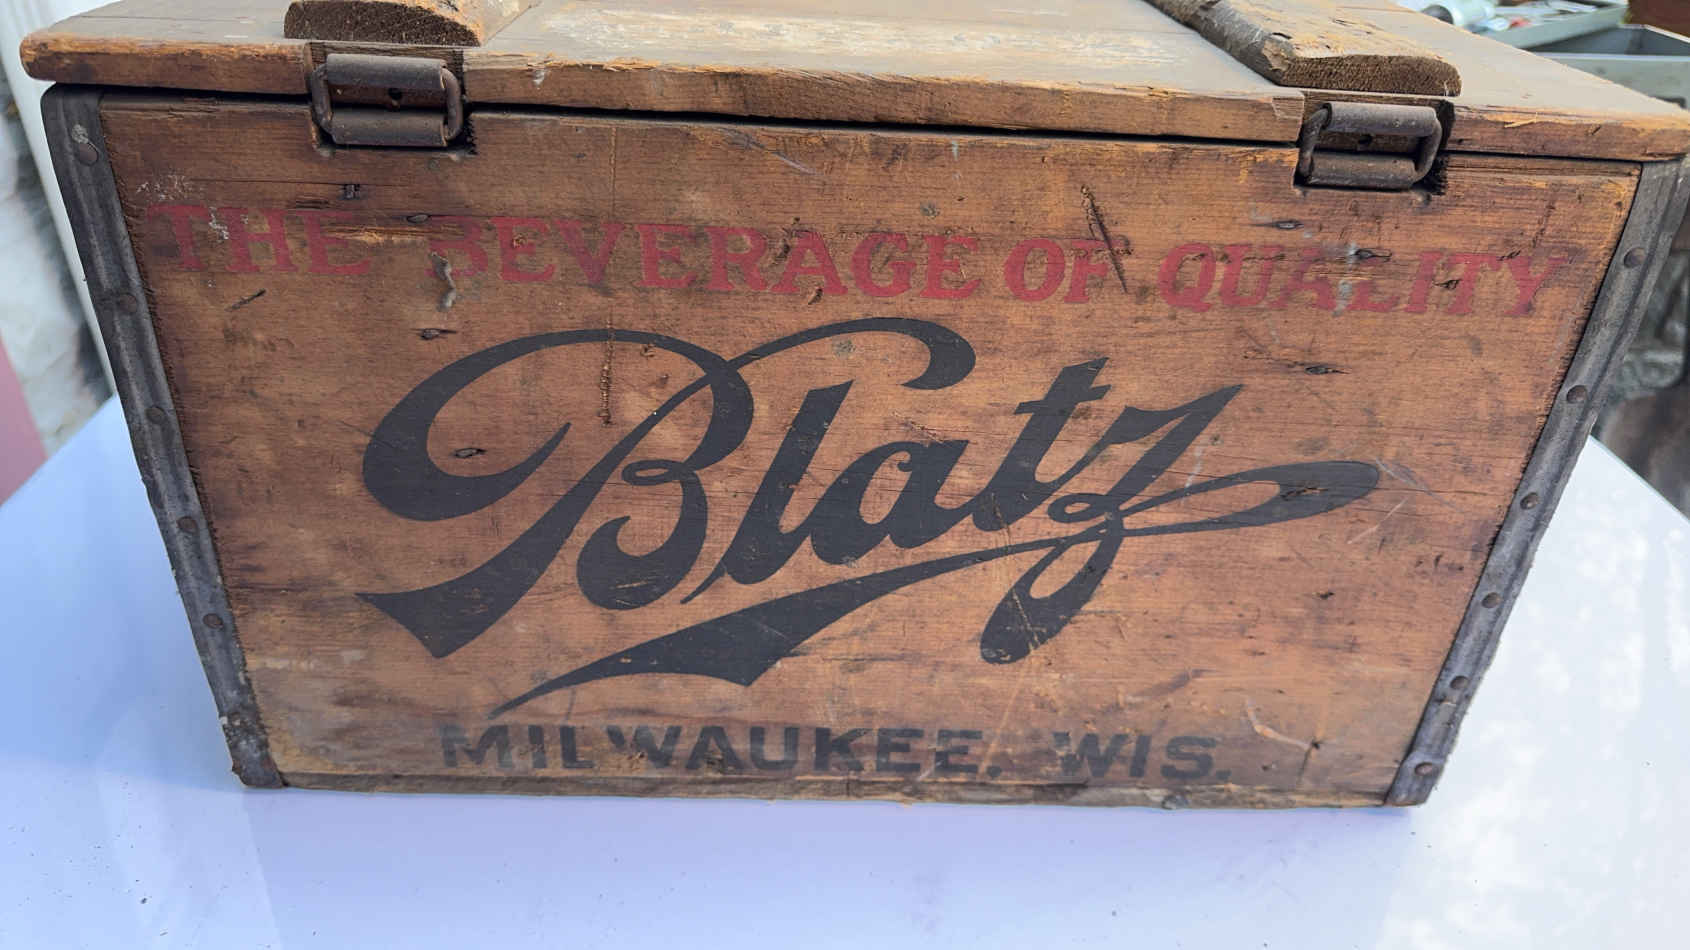 THE BEVERAGE OF QUALITY
Blatz
MILWAUKEE. WIS.